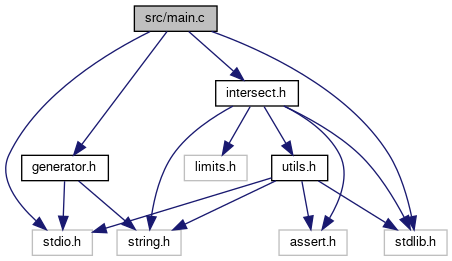 src/main.c
intersect.h
generator.h
limits.h
utils.h
stdio.h
string.h
assert.h
stdlib.h